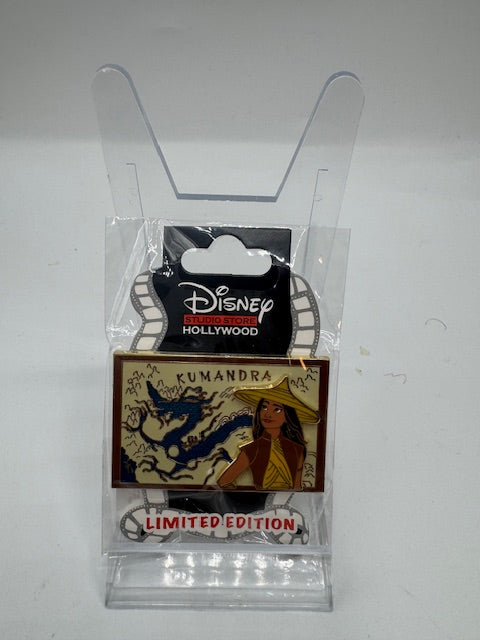 Disney
STUDIO STORE
HOLLYWOOD
KUMANDRA
LIMITED EDITION